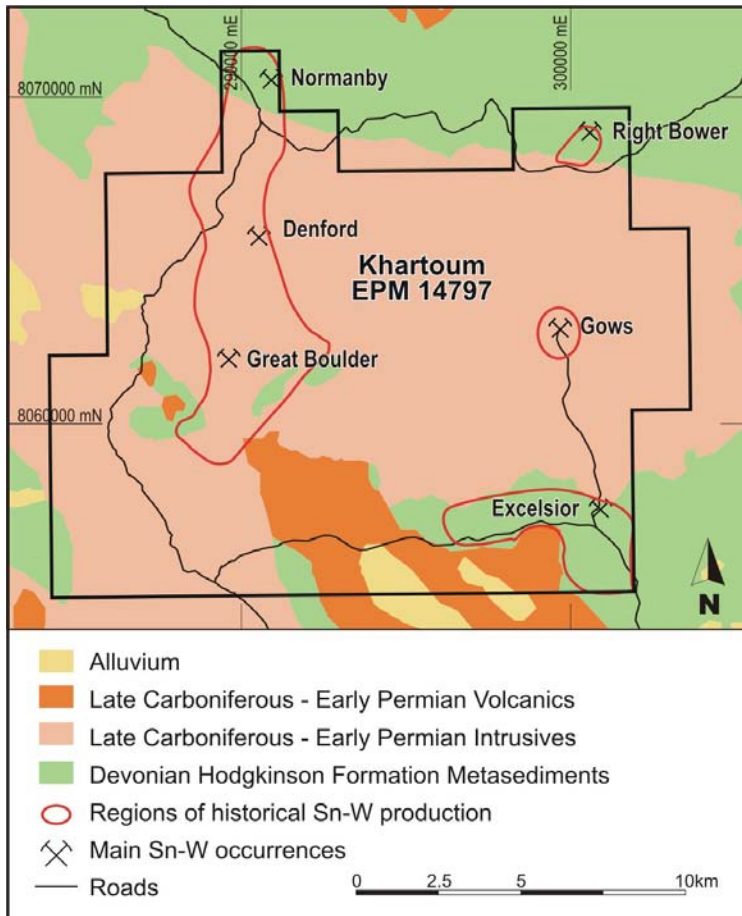 290000 mE
300000 mE
8070000 mN
Normanby
Right Bower
Denford
Khartoum
EPM 14797
Gows
Great Boulder
8060000 mN
Excelsior
N
Alluvium
Late Carboniferous - Early Permian Volcanics
Late Carboniferous - Early Permian Intrusives
Devonian Hodgkinson Formation Metasediments
Regions of historical Sn-W production
Main Sn-W occurrences
Roads
0 2.5 5 10km